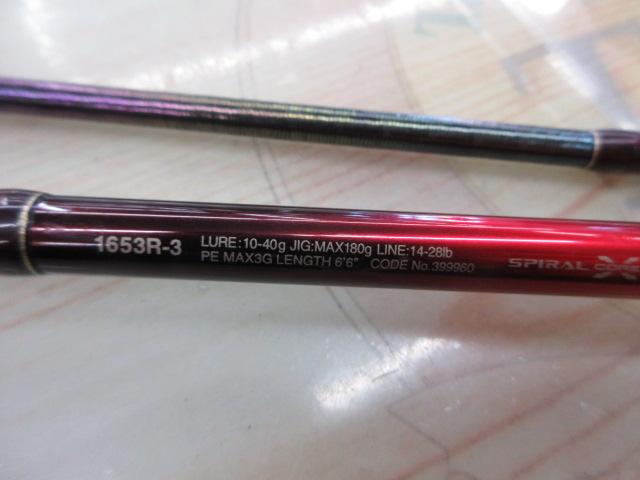 1653R-3
LURE:10-40g JIG:MAX180g LINE:14-28lb
PE MAX3G LENGTH 6'6" CODE No.399960
SPIRAL X